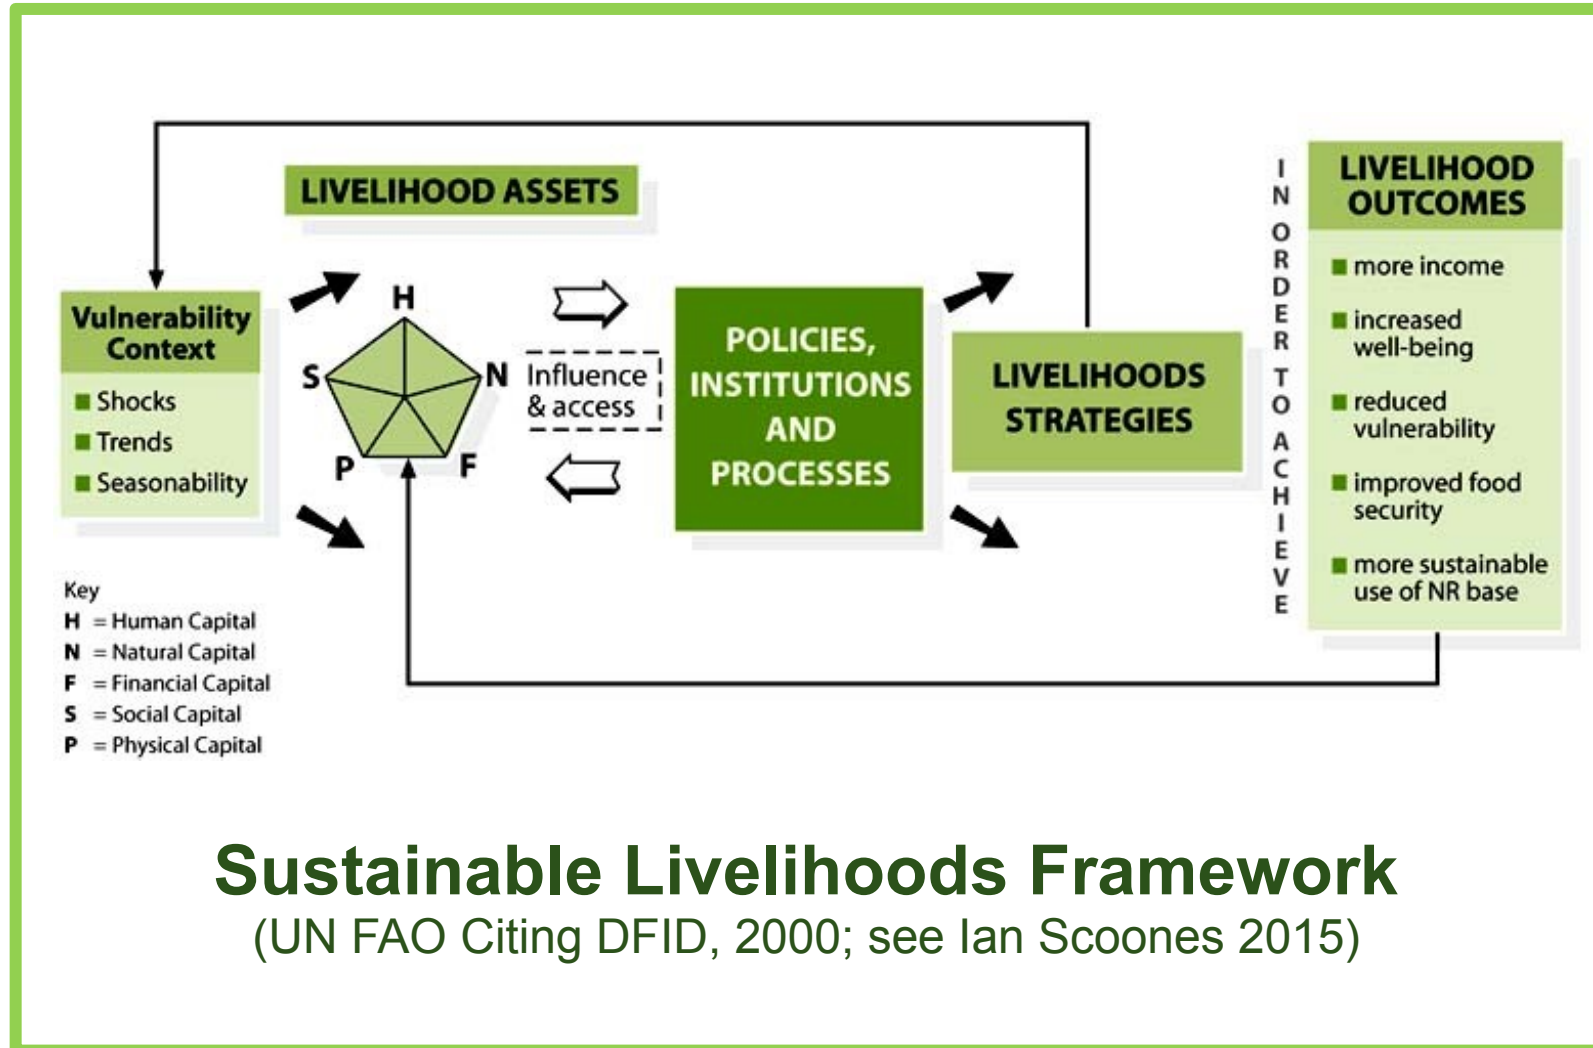 LIVELIHOOD ASSETS
Vulnerability
Context
Shocks
Trends
Seasonability
H
S
N
P
F
Influence
& access
POLICIES,
INSTITUTIONS
AND
PROCESSES
LIVELIHOODS
STRATEGIES
IN ORDER TO ACHIEVE
LIVELIHOOD
OUTCOMES
more income
increased
well-being
reduced
vulnerability
improved food
security
more sustainable
use of NR base
Key
H = Human Capital
N = Natural Capital
F = Financial Capital
S = Social Capital
P = Physical Capital
Sustainable Livelihoods Framework
(UN FAO Citing DFID, 2000; see Ian Scoones 2015)